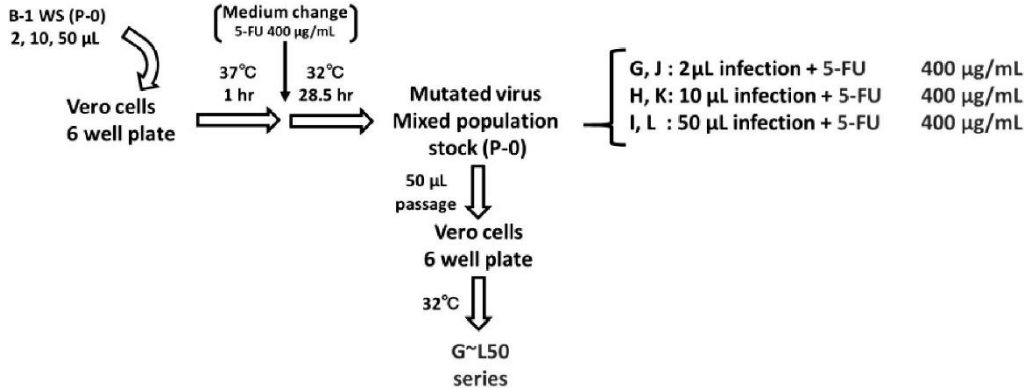 B-1 WS (P-0)
2, 10, 50 µL
Medium change
5-FU 400 µg/mL
37℃
1 hr
32℃
28.5 hr
Vero cells
6 well plate
Mutated virus
Mixed population
stock (P-0)
G, J : 2µL infection + 5-FU 400 µg/mL
H, K: 10 µL infection + 5-FU 400 µg/mL
I, L : 50 µL infection + 5-FU 400 µg/mL
50 µL
passage
Vero cells
6 well plate
32℃
G~L50
series